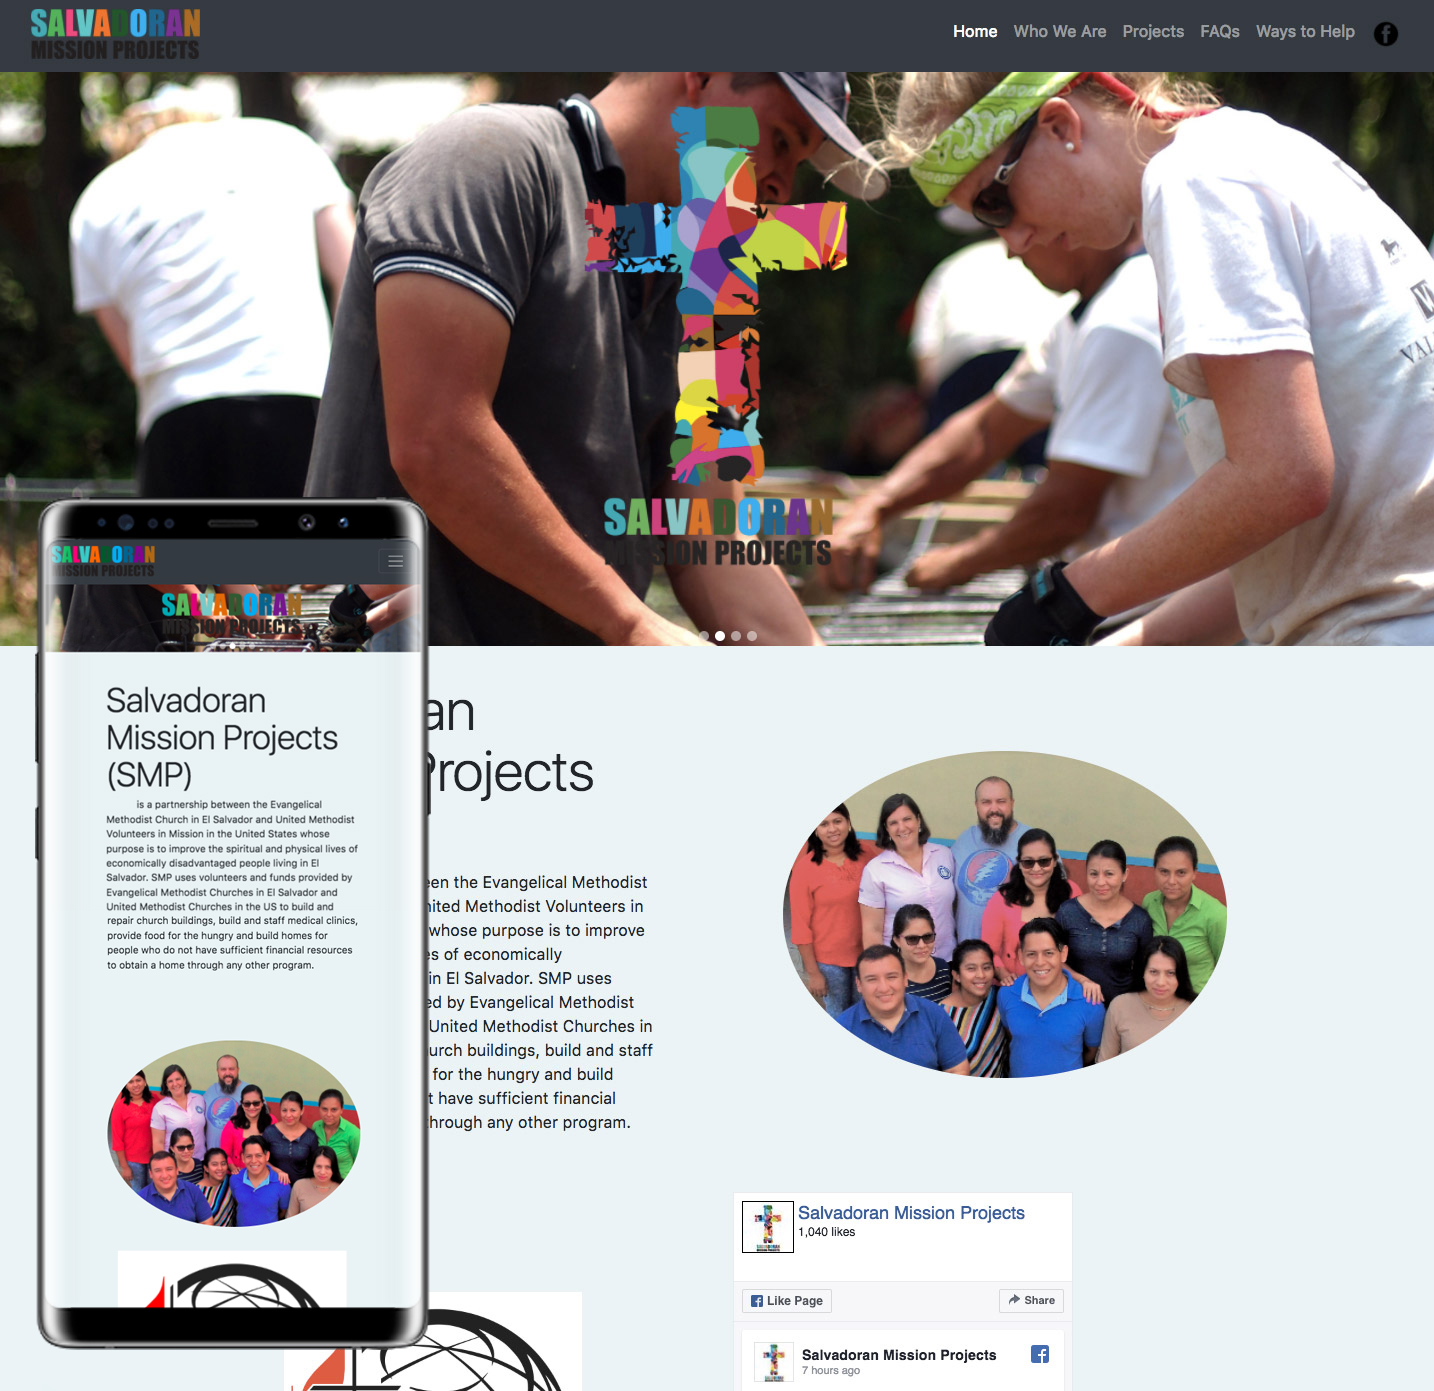 SALVADORAN
MISSION PROJECTS
Home Who We Are Projects FAQs Ways to Help
SALVADORAN
MISSION PROJECTS
SALVADORAN
MISSION PROJECTS
SALVADORAN
MISSION PROJECTS
Salvadoran
Mission Projects
(SMP)
is a partnership between the Evangelical
Methodist Church in El Salvador and United Methodist
Volunteers in Mission in the United States whose
purpose is to improve the spiritual and physical lives of
economically disadvantaged people living in El
Salvador. SMP uses volunteers and funds provided by
Evangelical Methodist Churches in El Salvador and
United Methodist Churches in the US to build and
repair church buildings, build and staff medical clinics,
provide food for the hungry and build homes for
people who do not have sufficient financial resources
to obtain a home through any other program.
an
Projects
een the Evangelical Methodist
nited Methodist Volunteers in
whose purpose is to improve
es of economically
in El Salvador. SMP uses
ed by Evangelical Methodist
United Methodist Churches in
urch buildings, build and staff
for the hungry and build
t have sufficient financial
through any other program.
Salvadoran Mission Projects
1,040 likes
Like Page
Share
Salvadoran Mission Projects
7 hours ago